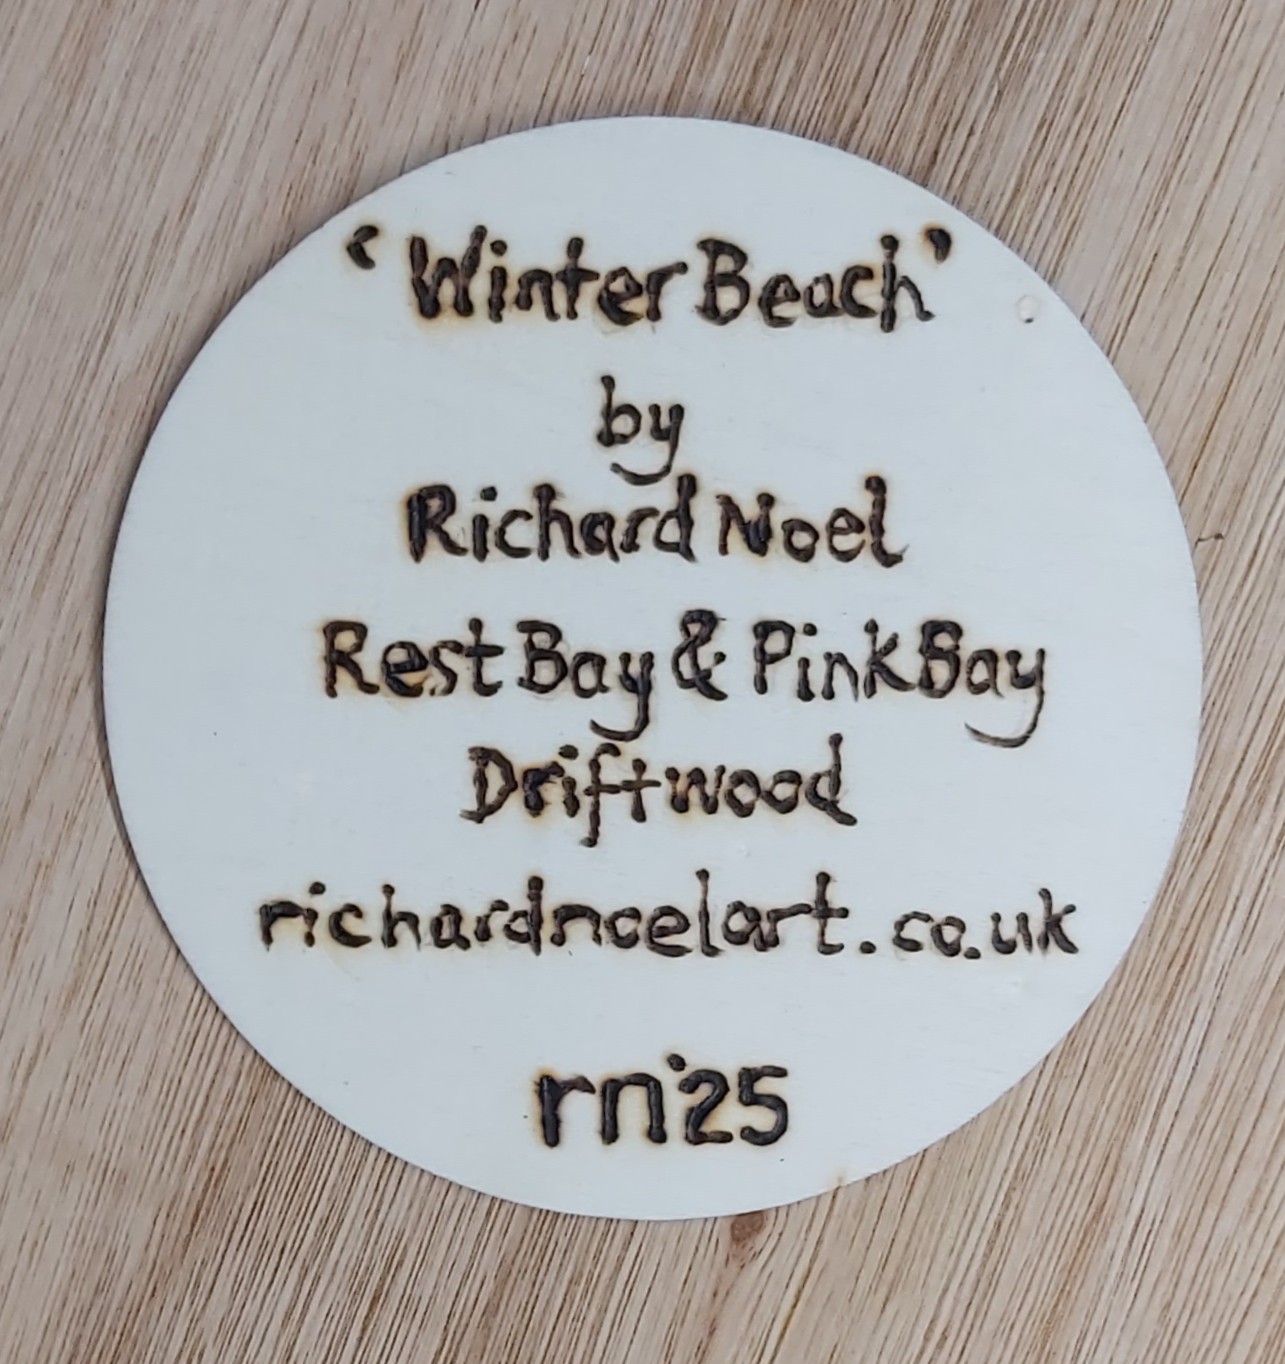 ‘Winter Beach’
by
Richard Noel
Rest Bay & Pink Bay
Driftwood
richardnoelart.co.uk
rn'25